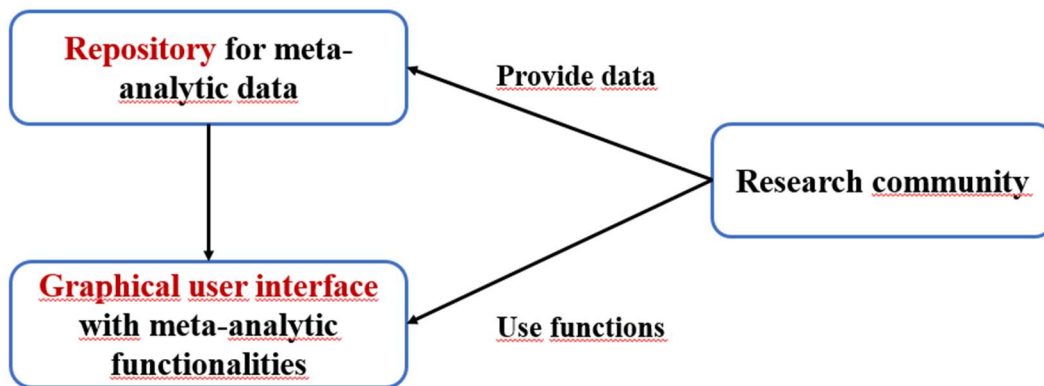 Repository for meta-
analytic data
Provide data
Research community
Graphical user interface
with meta-analytic
functionalities
Use functions